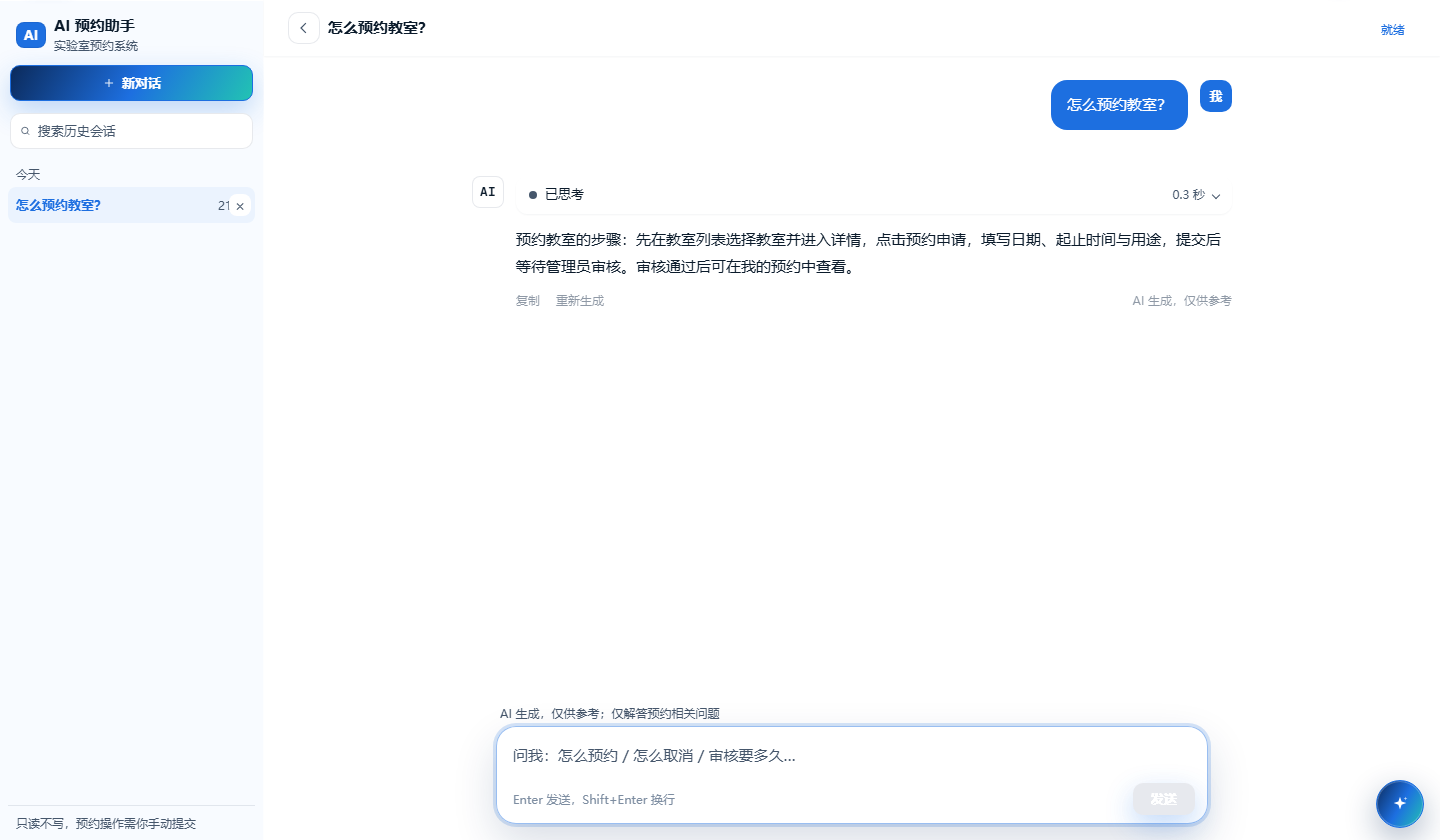 AI
AI 预约助手
实验室预约系统
+ 新对话
搜索历史会话
今天
怎么预约教室?
21 ×
只读不写，预约操作需你手动提交
怎么预约教室?
就绪
怎么预约教室?
我
AI
已思考
0.3 秒
预约教室的步骤：先在教室列表选择教室并进入详情，点击预约申请，填写日期、起止时间与用途，提交后
等待管理员审核。审核通过后可在我的预约中查看。
复制 重新生成
AI 生成，仅供参考
AI 生成，仅供参考；仅解答预约相关问题
问我：怎么预约 / 怎么取消 / 审核要多久...
Enter 发送，Shift+Enter 换行
发送